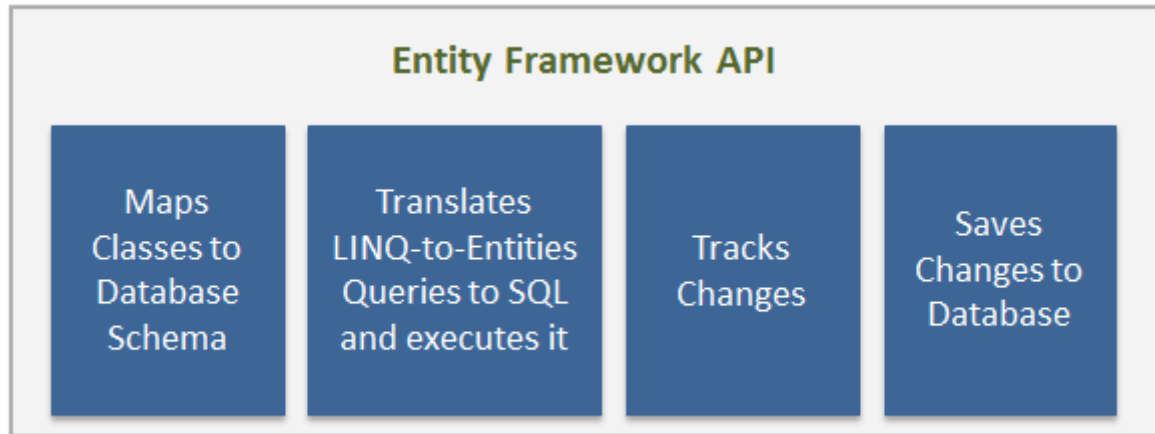 Entity Framework API
Maps
Classes to
Database
Schema
Translates
LINQ-to-Entities
Queries to SQL
and executes it
Tracks
Changes
Saves
Changes to
Database